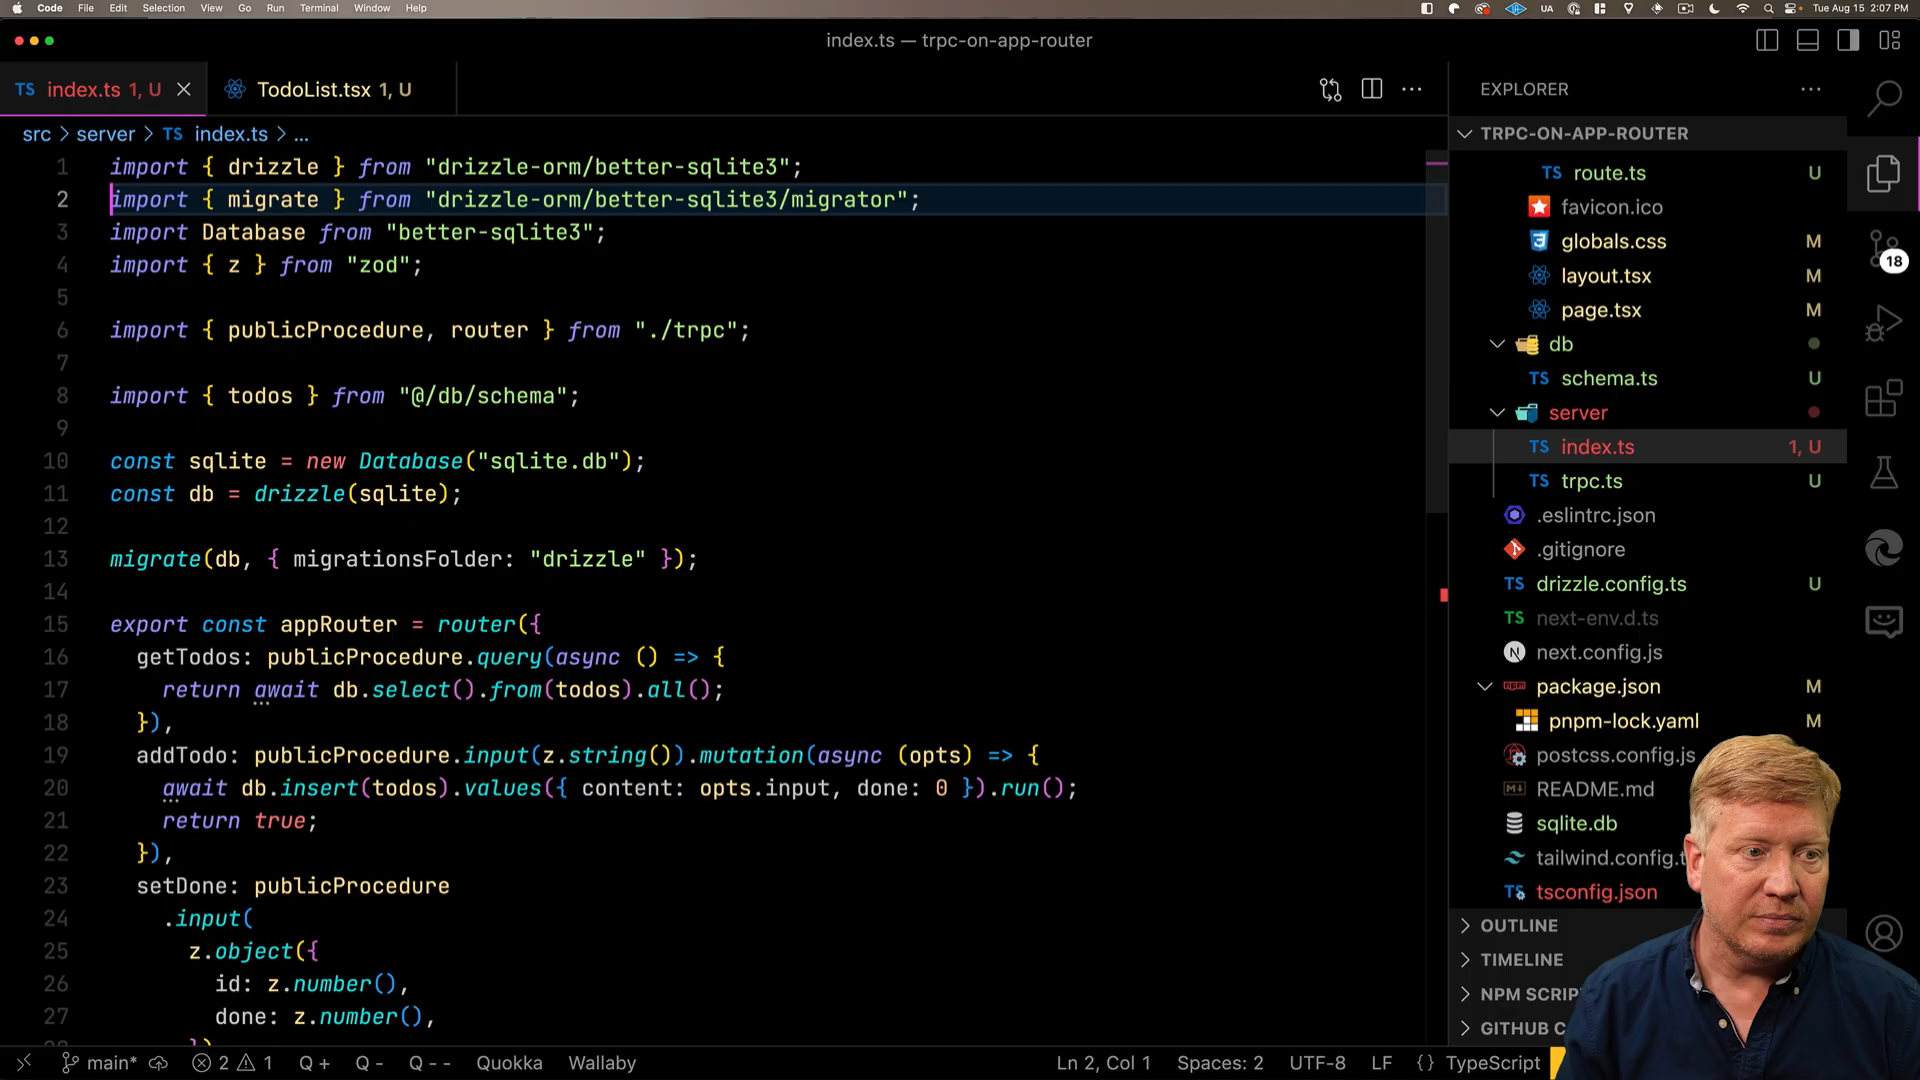 Code File Edit Selection View Go Run Terminal Window Help
UA
Tue Aug 15 2:07 PM
index.ts — trpc-on-app-router
TS index.ts 1, U
TodoList.tsx 1, U
src > server > TS index.ts > ...
1 import { drizzle } from "drizzle-orm/better-sqlite3";
2 import { migrate } from "drizzle-orm/better-sqlite3/migrator";
3 import Database from "better-sqlite3";
4 import { z } from "zod";
5
6 import { publicProcedure, router } from "./trpc";
7
8 import { todos } from "@/db/schema";
9
10 const sqlite = new Database("sqlite.db");
11 const db = drizzle(sqlite);
12
13 migrate(db, { migrationsFolder: "drizzle" });
14
15 export const appRouter = router({
16 getTodos: publicProcedure.query(async () => {
17 return await db.select().from(todos).all();
18 }),
19 addTodo: publicProcedure.input(z.string()).mutation(async (opts) => {
20 await db.insert(todos).values({ content: opts.input, done: 0 }).run();
21 return true;
22 }),
23 setDone: publicProcedure
24 .input(
25 z.object({
26 id: z.number(),
27 done: z.number(),
EXPLORER
TRPC-ON-APP-ROUTER
TS route.ts U
favicon.ico
globals.css M
layout.tsx M
page.tsx M
db
TS schema.ts U
server
TS index.ts 1, U
TS trpc.ts U
.eslintrc.json
.gitignore
TS drizzle.config.ts U
TS next-env.d.ts
N next.config.js
package.json M
pnpm-lock.yaml M
postcss.config.js
README.md
sqlite.db
tailwind.config.t
TS tsconfig.json
OUTLINE
TIMELINE
NPM SCRIP
GITHUB C
18
main* 2 1 Q + Q - Q - - Quokka Wallaby
Ln 2, Col 1 Spaces: 2 UTF-8 LF {} TypeScript